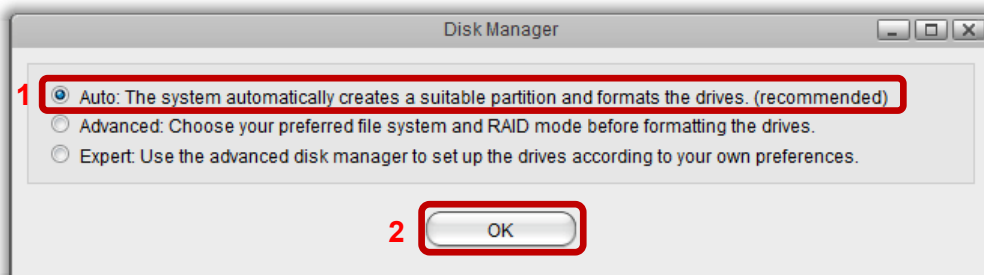 Disk Manager
1 Auto: The system automatically creates a suitable partition and formats the drives. (recommended)
Advanced: Choose your preferred file system and RAID mode before formatting the drives.
Expert: Use the advanced disk manager to set up the drives according to your own preferences.
2 OK